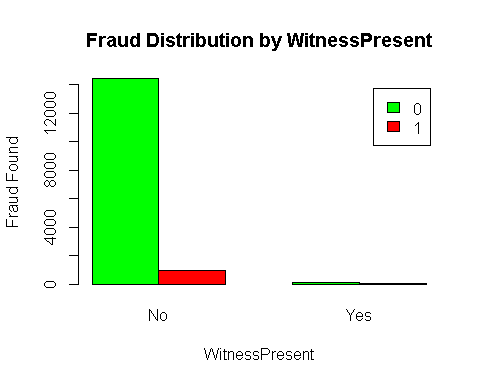 Fraud Distribution by WitnessPresent
0
1
Fraud Found
12000
8000
4000
0
No
Yes
WitnessPresent